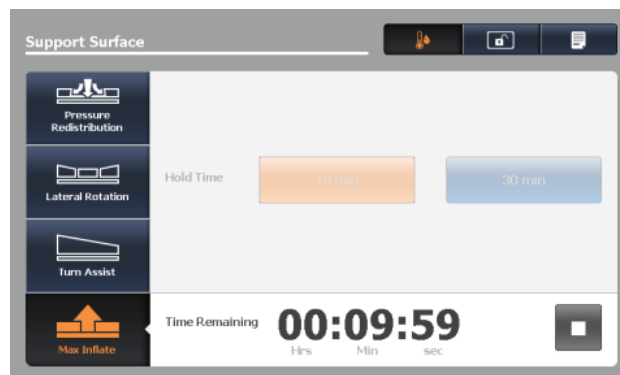 Support Surface
Pressure
Redistribution
Lateral Rotation
Turn Assist
Max Inflate
Hold Time
10 min
30 min
Time Remaining
00:09:59
Hrs Min sec